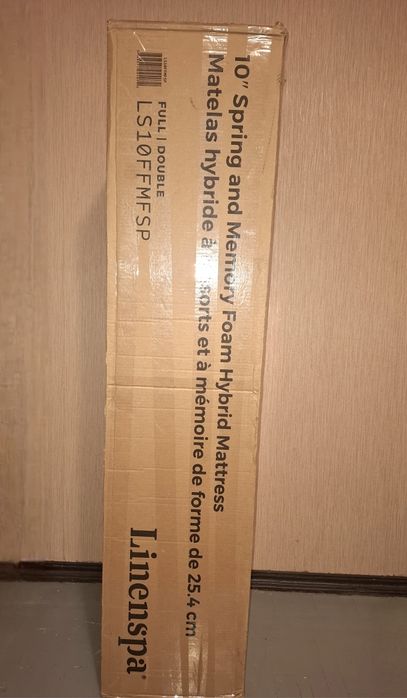 10" Spring and Memory Foam Hybrid Mattress
Matelas hybride à et à mémoire de forme de 25.4 cm
FULL | DOUBLE
LS10FFMFSP
Linenspa